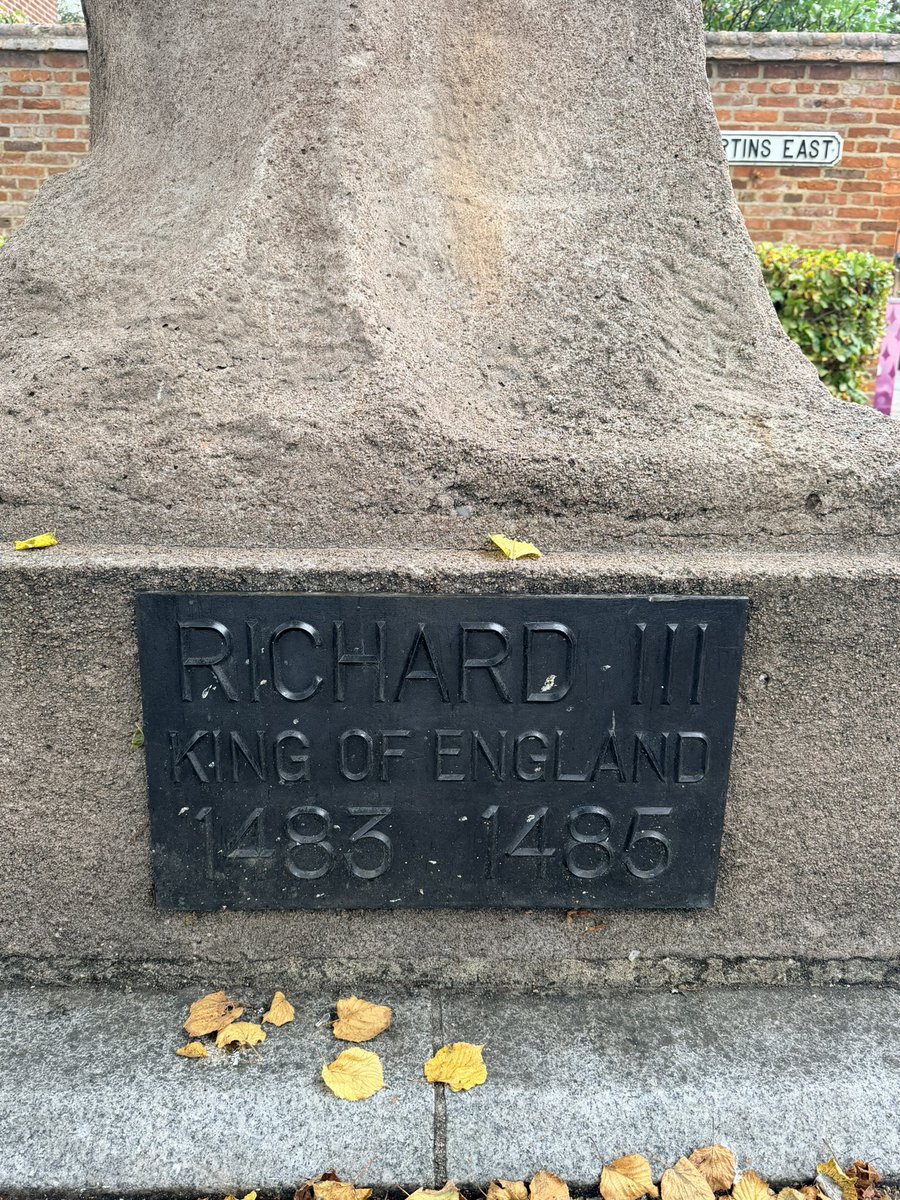 RTINS EAST
RICHARD III
KING OF ENGLAND
1483 1485